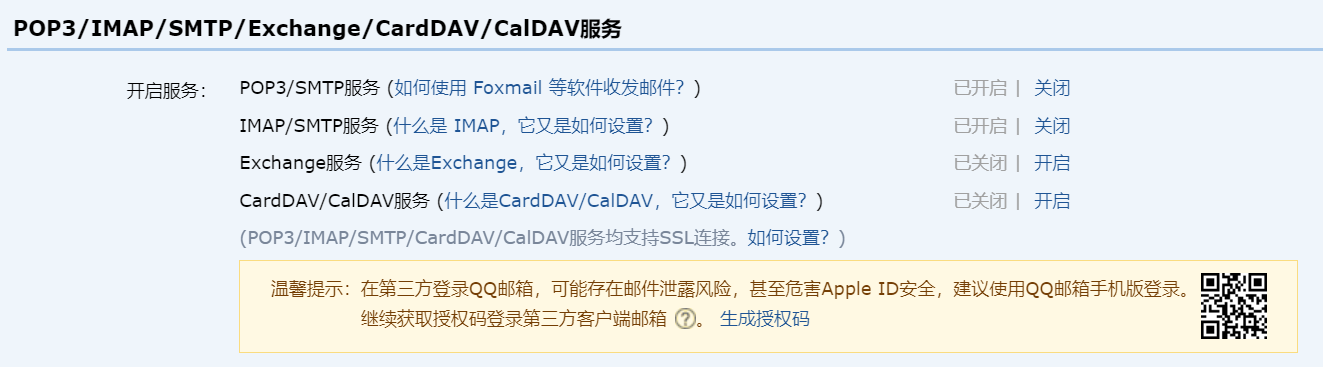 POP3/IMAP/SMTP/Exchange/CardDAV/CalDAV服务
开启服务： POP3/SMTP服务 (如何使用 Foxmail 等软件收发邮件？) 已开启 | 关闭
IMAP/SMTP服务 (什么是 IMAP，它又是如何设置？) 已开启 | 关闭
Exchange服务 (什么是Exchange，它又是如何设置？) 已关闭 | 开启
CardDAV/CalDAV服务 (什么是CardDAV/CalDAV，它又是如何设置？) 已关闭 | 开启
(POP3/IMAP/SMTP/CardDAV/CalDAV服务均支持SSL连接。如何设置？)
温馨提示：在第三方登录QQ邮箱，可能存在邮件泄露风险，甚至危害Apple ID安全，建议使用QQ邮箱手机版登录。
继续获取授权码登录第三方客户端邮箱 ? 。 生成授权码